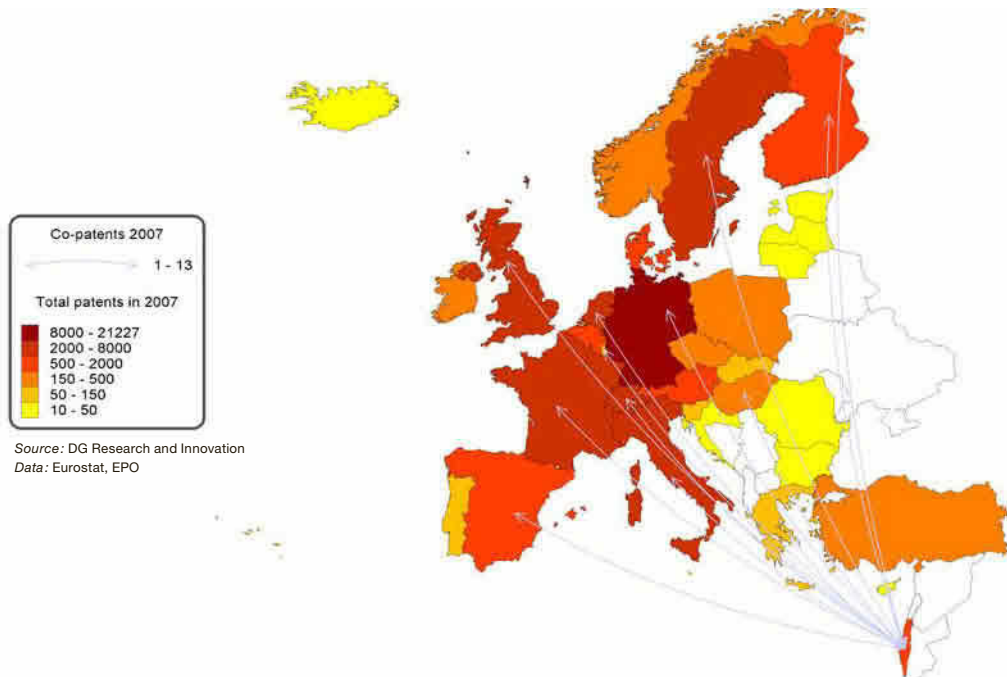 Co-patents 2007
1 - 13
Total patents in 2007
8000 - 21227
2000 - 8000
500 - 2000
150 - 500
50 - 150
10 - 50
Source: DG Research and Innovation
Data: Eurostat, EPO